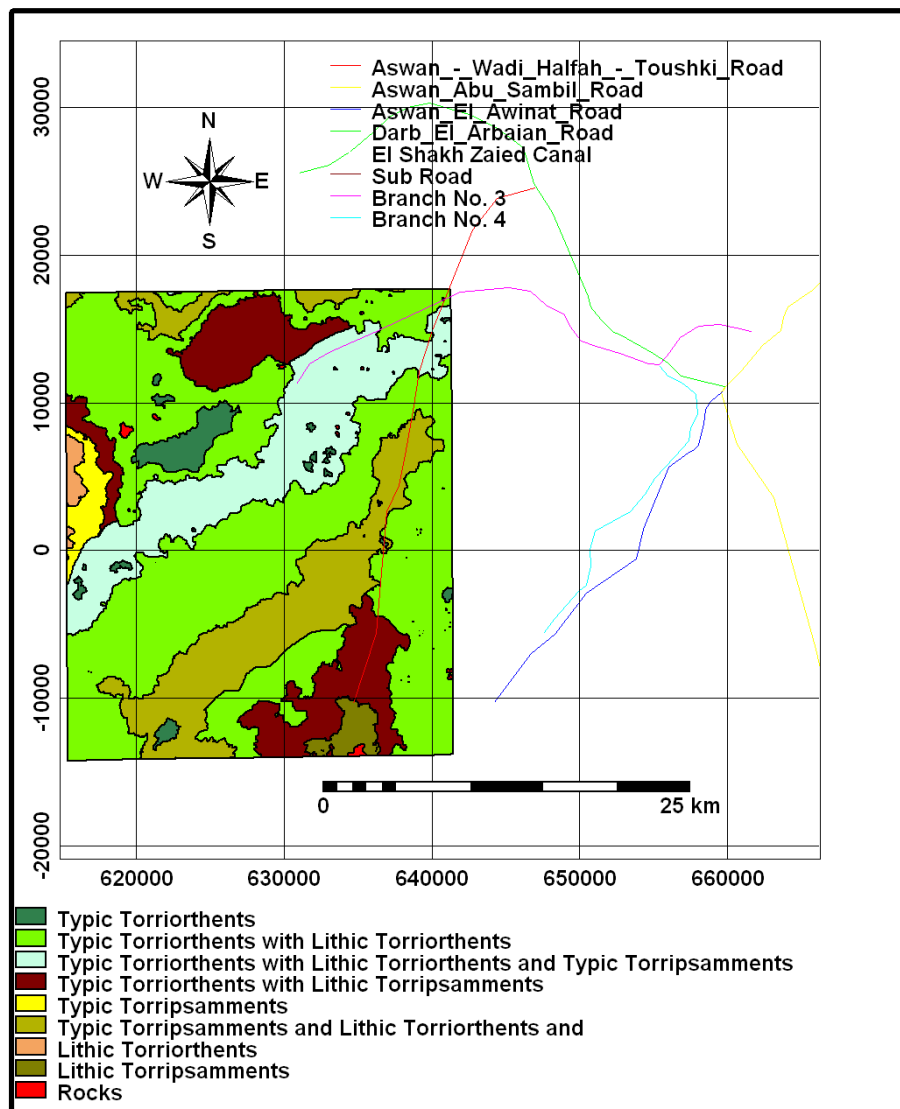 Aswan_-_Wadi_Halfah_-_Toushki_Road
Aswan_Abu_Sambil_Road
Aswan_El_Awinat_Road
Darb_El_Arbaian_Road
El Shakh Zaied Canal
Sub Road
Branch No. 3
Branch No. 4
N
W E
S
30000
20000
10000
0
-10000
-20000
0 25 km
620000 630000 640000 650000 660000
Typic Torriorthents
Typic Torriorthents with Lithic Torriorthents
Typic Torriorthents with Lithic Torriorthents and Typic Torripsamments
Typic Torriorthents with Lithic Torripsamments
Typic Torripsamments
Typic Torripsamments and Lithic Torriorthents and
Lithic Torriorthents
Lithic Torripsamments
Rocks